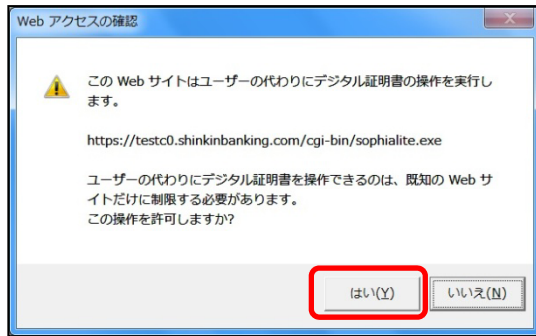 Web アクセスの確認
この Web サイトはユーザーの代わりにデジタル証明書の操作を実行し
ます。
https://testc0.shinkinbanking.com/cgi-bin/sophialite.exe
ユーザーの代わりにデジタル証明書を操作できるのは、既知の Web サ
イトだけに制限する必要があります。
この操作を許可しますか?
はい(Y) いいえ(N)